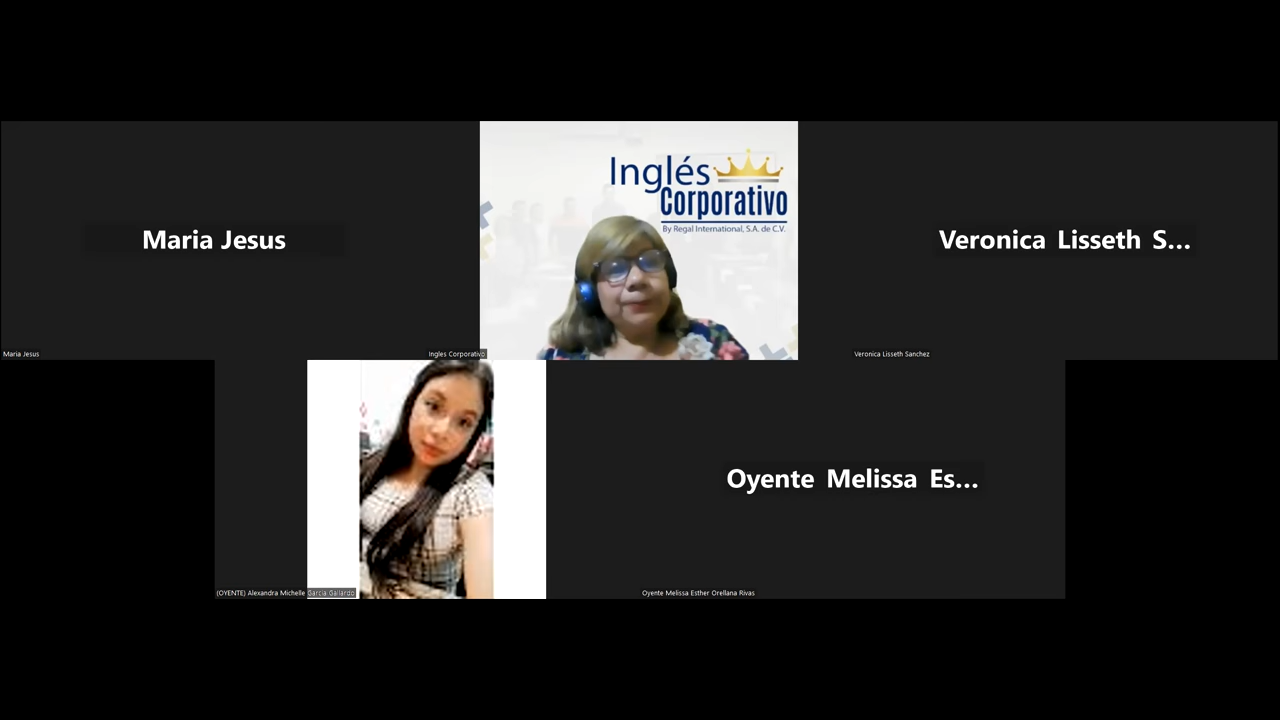 Maria Jesus
Inglés
Corporativo
By Regal International, S.A. de C.V.
Veronica Lisseth S...
Maria Jesus
Ingles Corporativo
Veronica Lisseth Sanchez
Oyente Melissa Es...
(OYENTE) Alexandra Michelle Garcia Gallardo
Oyente Melissa Esther Orellana Rivas